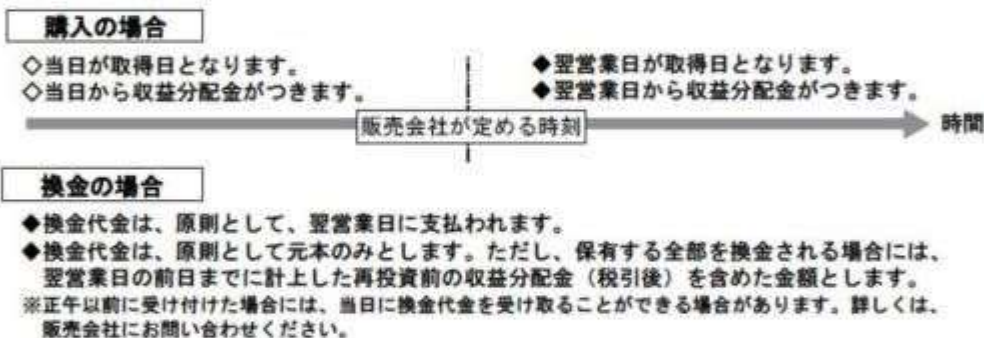 購入の場合
◇当日が取得日となります。
◇当日から収益分配金がつきます。
◆翌営業日が取得日となります。
◆翌営業日から収益分配金がつきます。
販売会社が定める時刻
時間
換金の場合
◆換金代金は、原則として、翌営業日に支払われます。
◆換金代金は、原則として元本のみとします。ただし、保有する全部を換金される場合には、
翌営業日の前日までに計上した再投資前の収益分配金（税引後）を含めた金額とします。
※正午以前に受け付けた場合には、当日に換金代金を受け取ることができる場合があります。詳しくは、
販売会社にお問い合わせください。